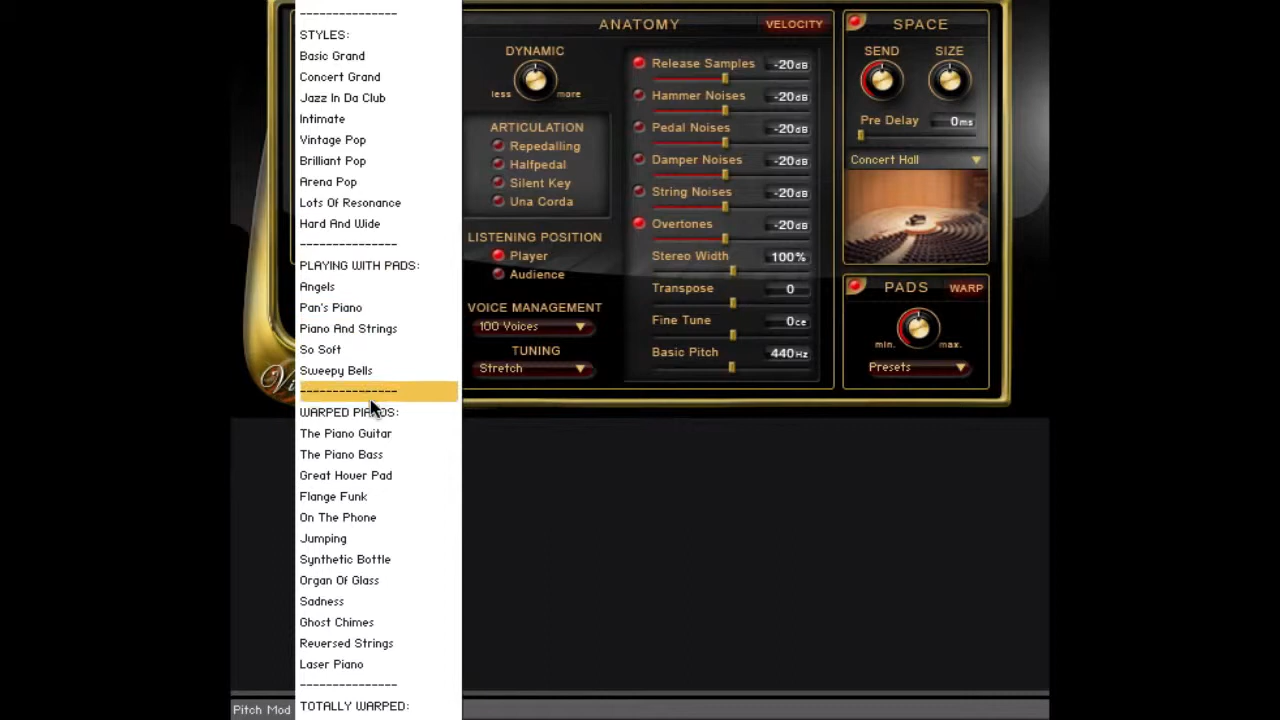 ---------------
STYLES:
Basic Grand
Concert Grand
Jazz In Da Club
Intimate
Vintage Pop
Brilliant Pop
Arena Pop
Lots Of Resonance
Hard And Wide
---------------
PLAYING WITH PADS:
Angels
Pan's Piano
Piano And Strings
So Soft
Sweepy Bells
---------------
WARPED PIANOS:
The Piano Guitar
The Piano Bass
Great Hover Pad
Flange Funk
On The Phone
Jumping
Synthetic Bottle
Organ Of Glass
Sadness
Ghost Chimes
Reversed Strings
Laser Piano
---------------
TOTALLY WARPED:
Pitch Mod
ANATOMY VELOCITY
DYNAMIC
less more
ARTICULATION
Repedalling
Halfpedal
Silent Key
Una Corda
LISTENING POSITION
Player
Audience
VOICE MANAGEMENT
100 Voices
TUNING
Stretch
Release Samples -20dB
Hammer Noises -20dB
Pedal Noises -20dB
Damper Noises -20dB
String Noises -20dB
Overtones -20dB
Stereo Width 100%
Transpose 0
Fine Tune 0ce
Basic Pitch 440Hz
SPACE
SEND SIZE
Pre Delay 0ms
Concert Hall
PADS WARP
min. max.
Presets